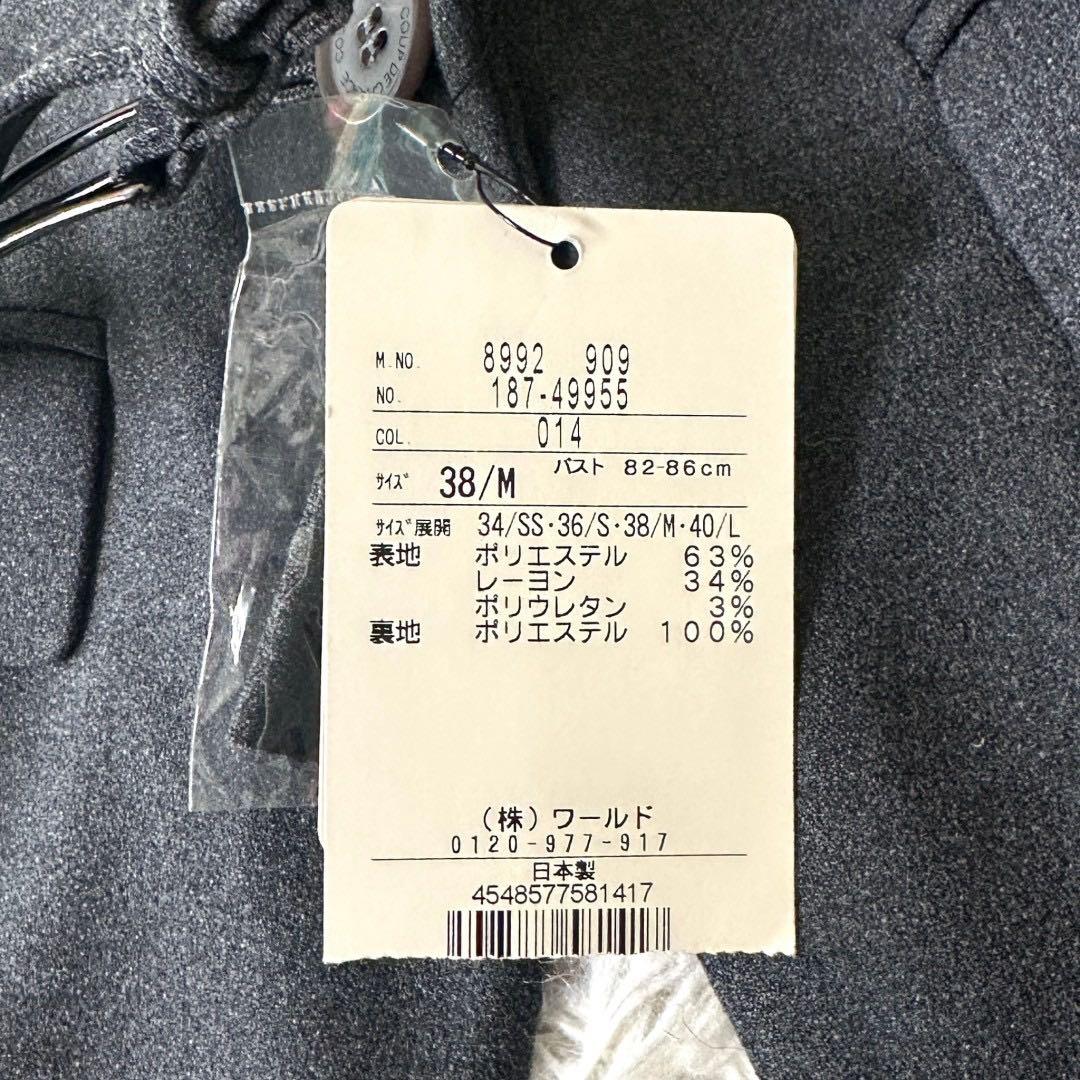 COUP DE CHANCE
M.NO. 8992 909
NO. 187-49955
COL. 014
サイズ 38/M バスト 82-86cm
サイズ展開 34/SS・36/S・38/M・40/L
表地 ポリエステル 63%
レーヨン 34%
ポリウレタン 3%
裏地 ポリエステル 100%
(株)ワールド
0120-977-917
日本製
4548577581417